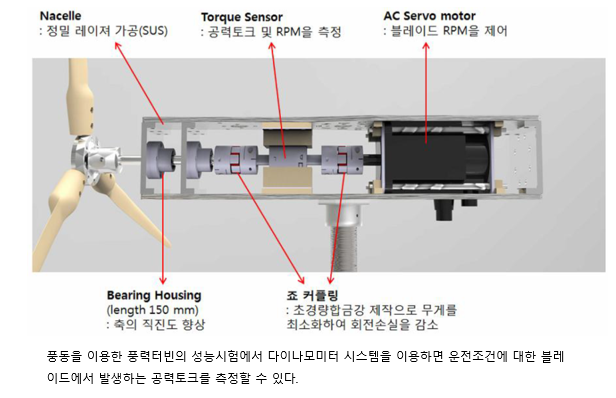 Nacelle
: 정밀 레이져 가공(SUS)
Torque Sensor
: 공력토크 및 RPM을 측정
AC Servo motor
: 블레이드 RPM을 제어
Bearing Housing
(length 150 mm)
: 축의 직진도 향상
죠 커플링
: 초경량합금강 제작으로 무게를
최소화하여 회전손실을 감소
풍동을 이용한 풍력터빈의 성능시험에서 다이나모미터 시스템을 이용하면 운전조건에 대한 블레
이드에서 발생하는 공력토크를 측정할 수 있다.